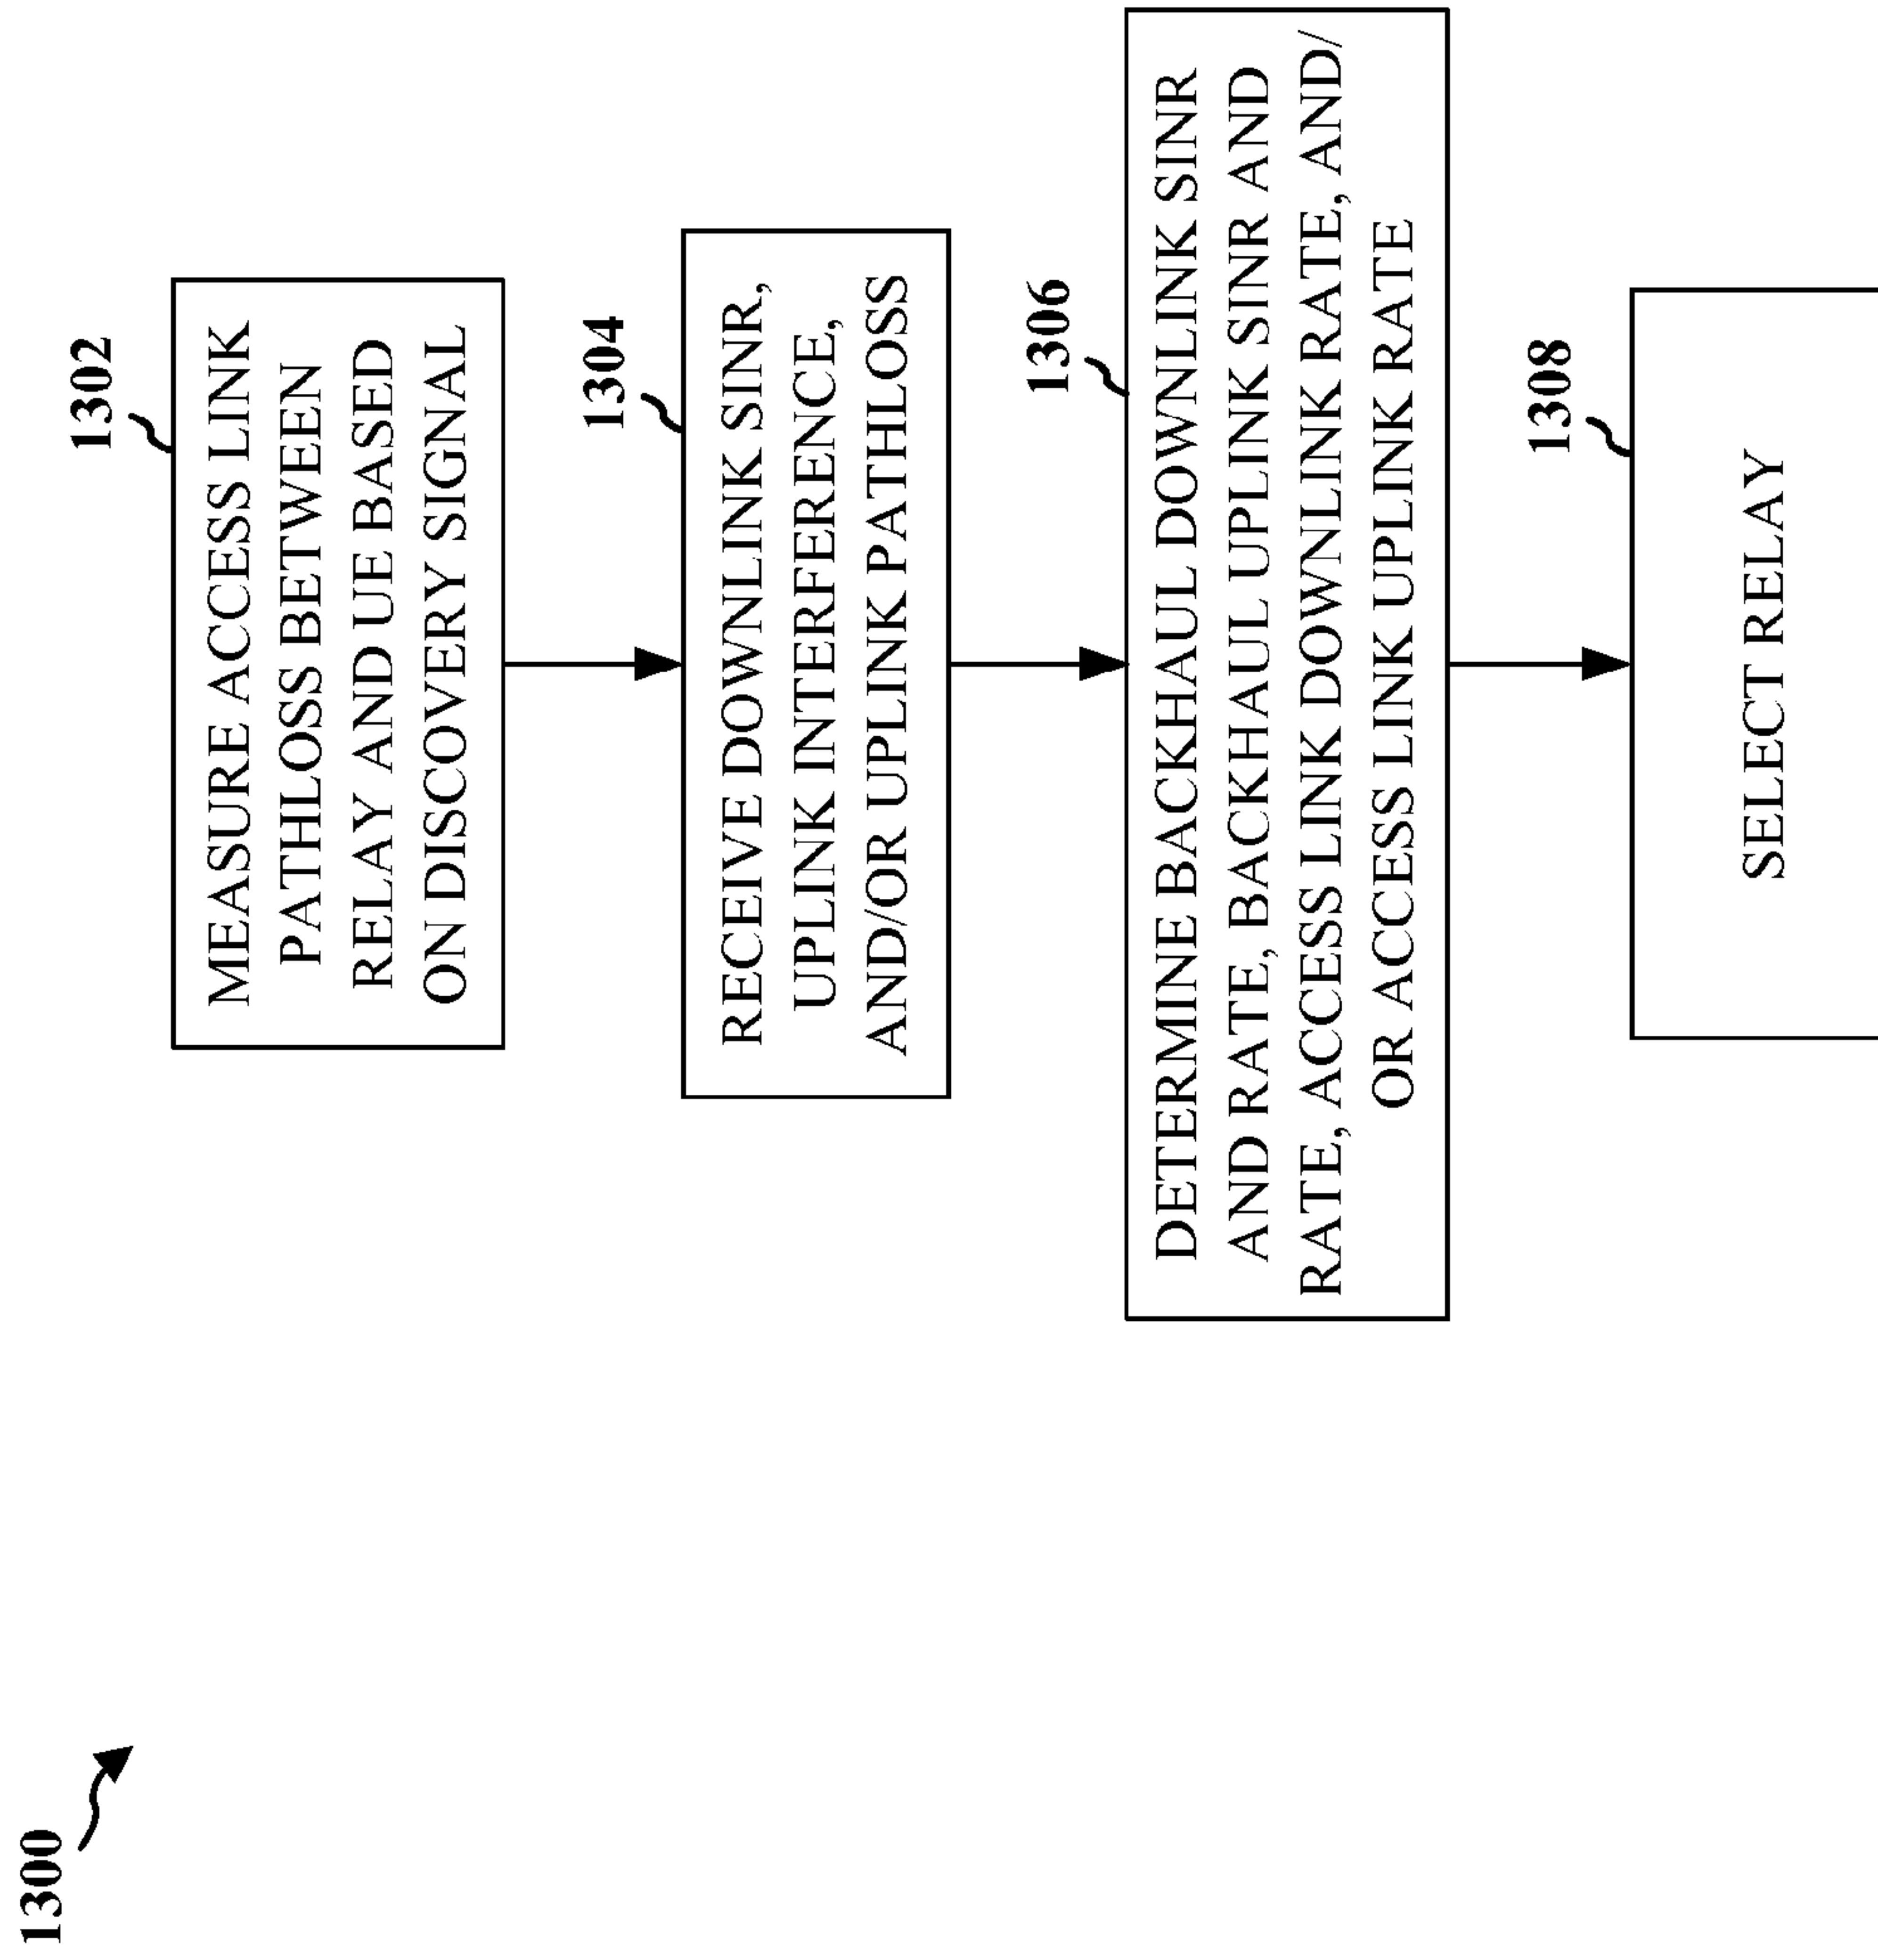 1300
1302
MEASURE ACCESS LINK
PATHLOSS BETWEEN
RELAY AND UE BASED
ON DISCOVERY SIGNAL
1304
RECEIVE DOWNLINK SINR,
UPLINK INTERFERENCE,
AND/OR UPLINK PATHLOSS
1306
DETERMINE BACKHAUL DOWNLINK SINR
AND RATE, BACKHAUL UPLINK SINR AND
RATE, ACCESS LINK DOWNLINK RATE, AND/
OR ACCESS LINK UPLINK RATE
1308
SELECT RELAY